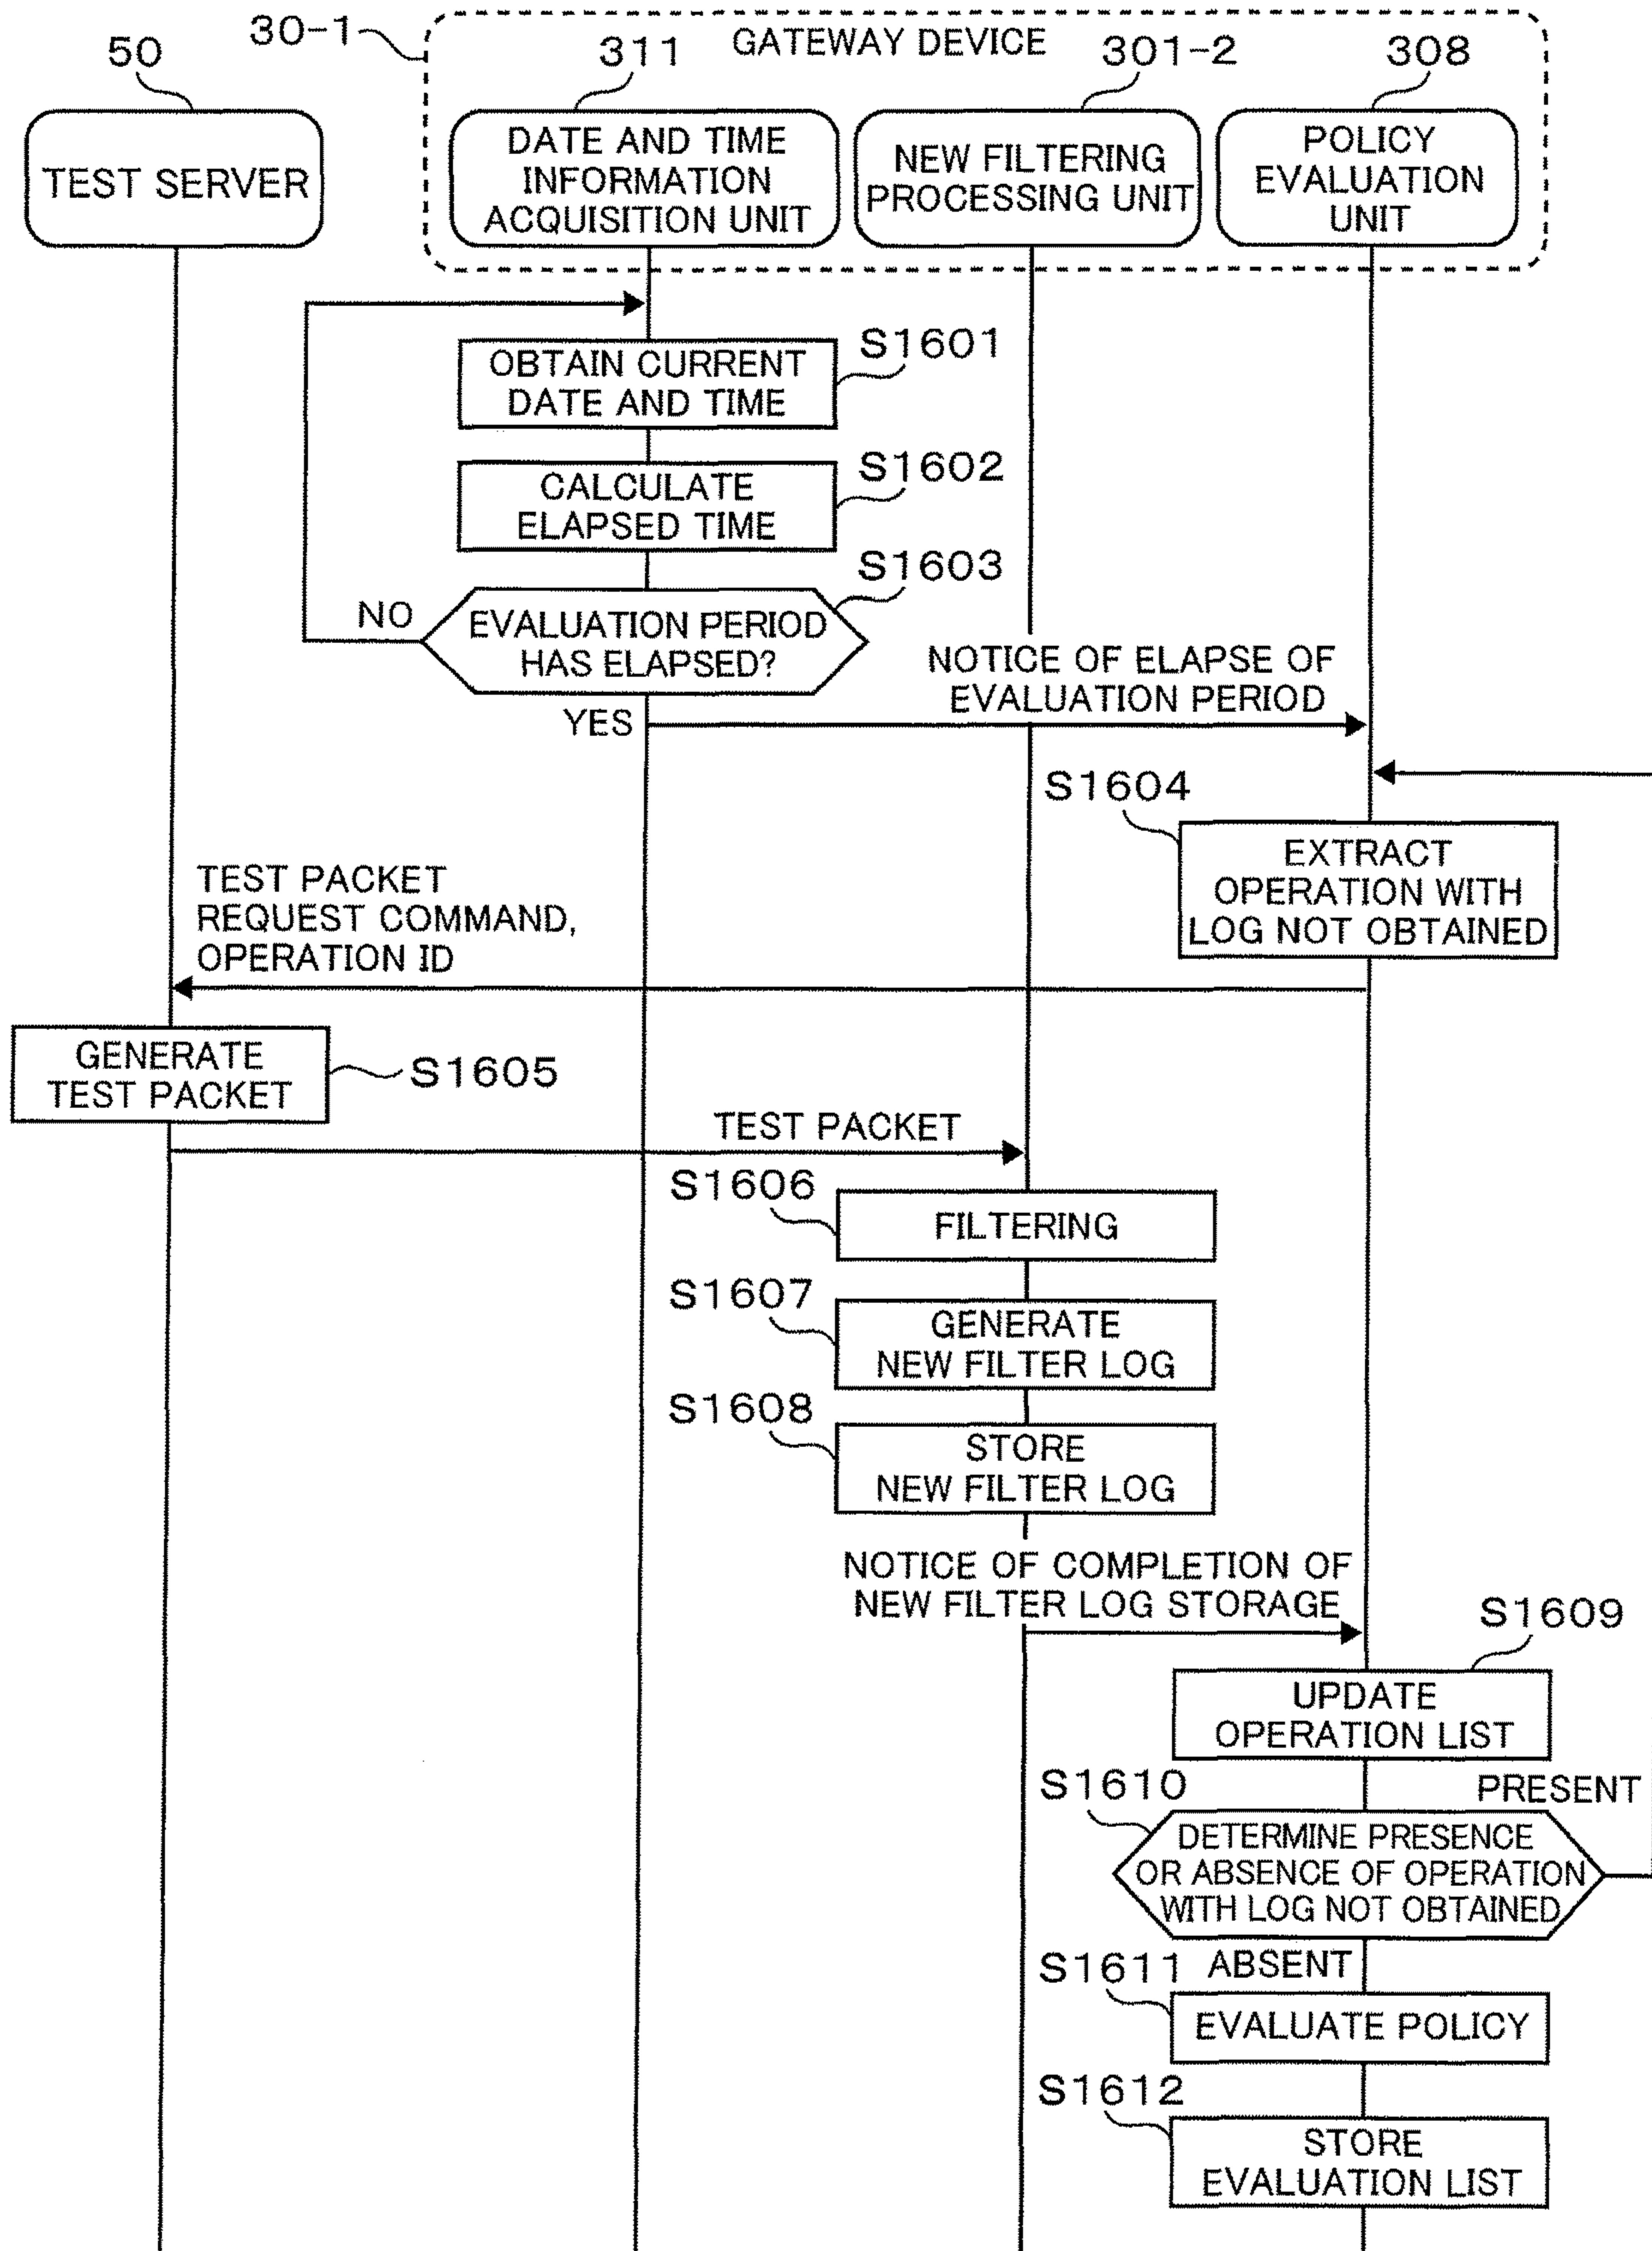 30-1
GATEWAY DEVICE
50
311
301-2
308
TEST SERVER
DATE AND TIME
INFORMATION
ACQUISITION UNIT
NEW FILTERING
PROCESSING UNIT
POLICY
EVALUATION
UNIT
S1601
OBTAIN CURRENT
DATE AND TIME
S1602
CALCULATE
ELAPSED TIME
S1603
NO
EVALUATION PERIOD
HAS ELAPSED?
NOTICE OF ELAPSE OF
EVALUATION PERIOD
YES
S1604
EXTRACT
OPERATION WITH
LOG NOT OBTAINED
TEST PACKET
REQUEST COMMAND,
OPERATION ID
GENERATE
TEST PACKET
S1605
TEST PACKET
S1606
FILTERING
S1607
GENERATE
NEW FILTER LOG
S1608
STORE
NEW FILTER LOG
NOTICE OF COMPLETION OF
NEW FILTER LOG STORAGE
S1609
UPDATE
OPERATION LIST
S1610
PRESENT
DETERMINE PRESENCE
OR ABSENCE OF OPERATION
WITH LOG NOT OBTAINED
S1611
ABSENT
EVALUATE POLICY
S1612
STORE
EVALUATION LIST